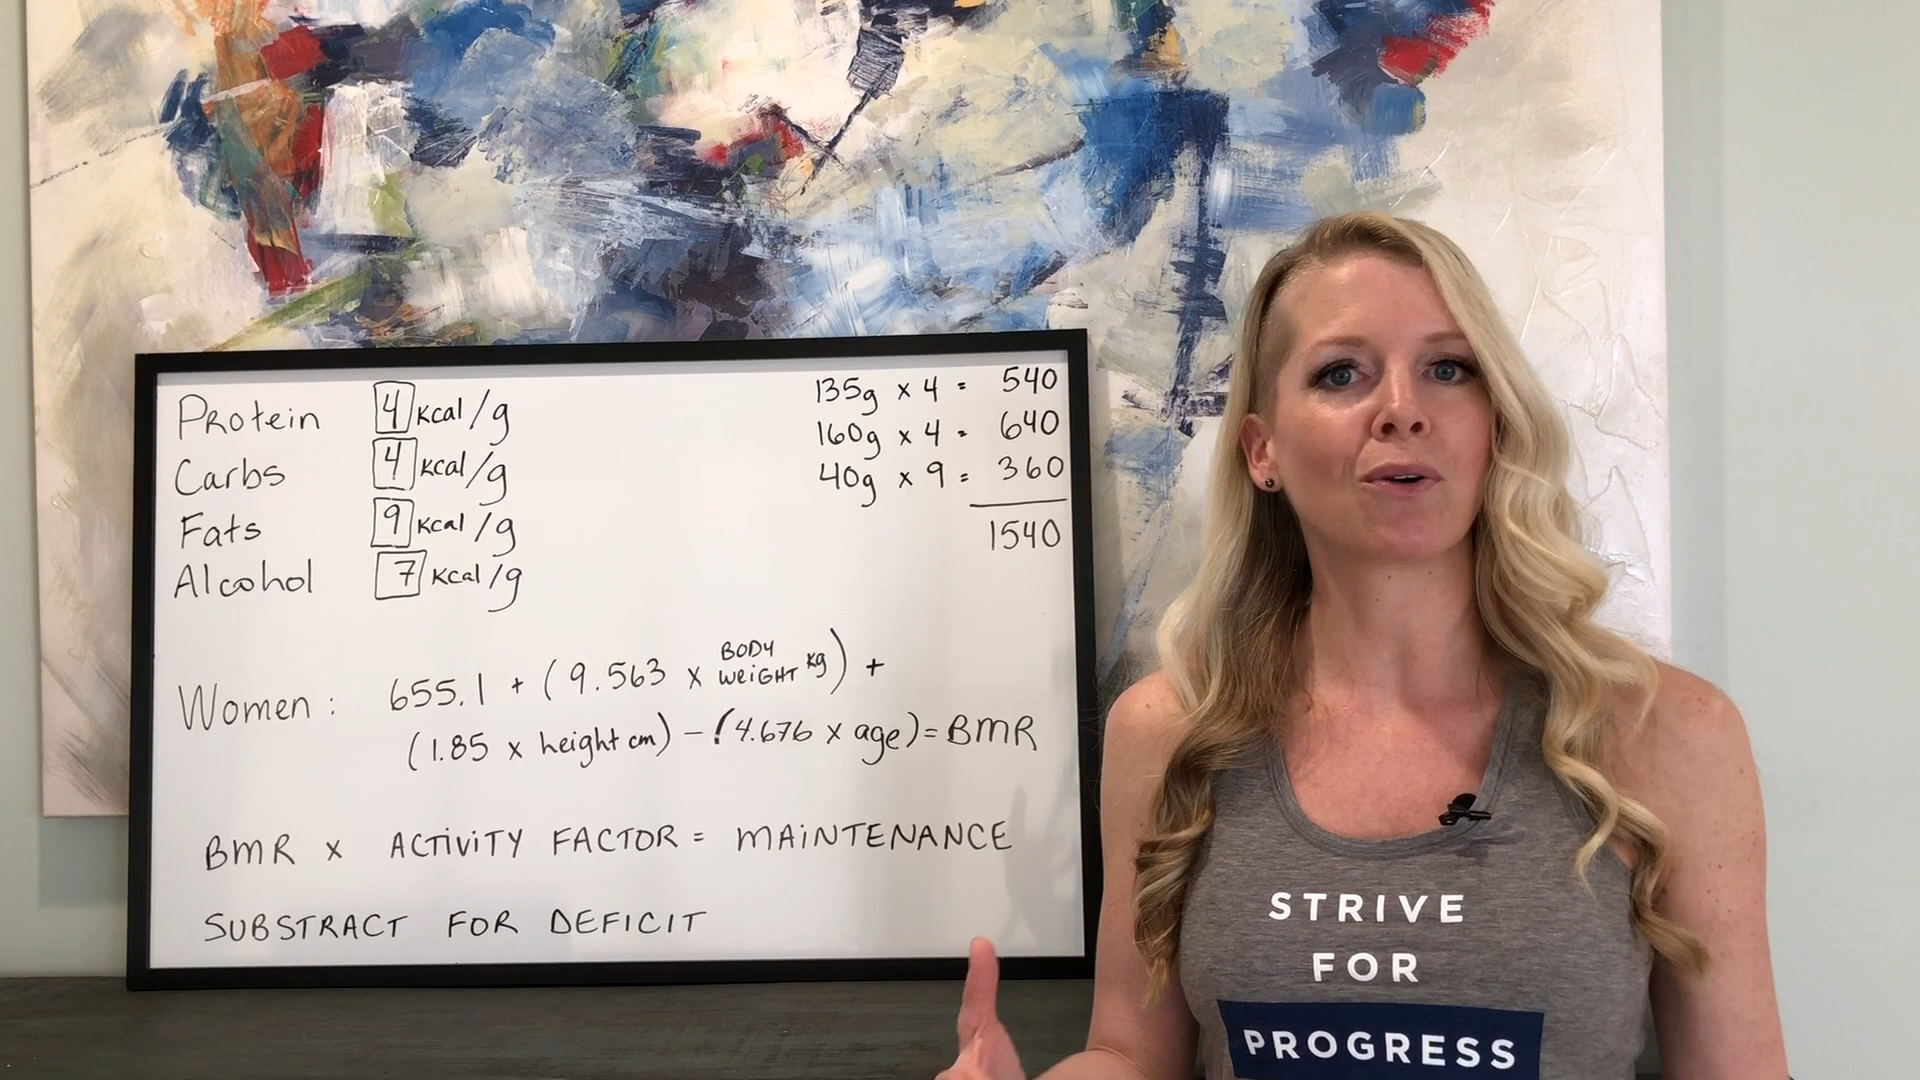 Protein 4 Kcal/g
Carbs 4 Kcal/g
Fats 9 Kcal/g
Alcohol 7 Kcal/g
135g x 4 = 540
160g x 4 = 640
40g x 9 = 360
1540
Women: 655.1 + (9.563 x BODY WEIGHT kg) +
(1.85 x height cm) - (4.676 x age) = BMR
BMR x ACTIVITY FACTOR = MAINTENANCE
SUBSTRACT FOR DEFICIT
STRIVE
FOR
PROGRESS